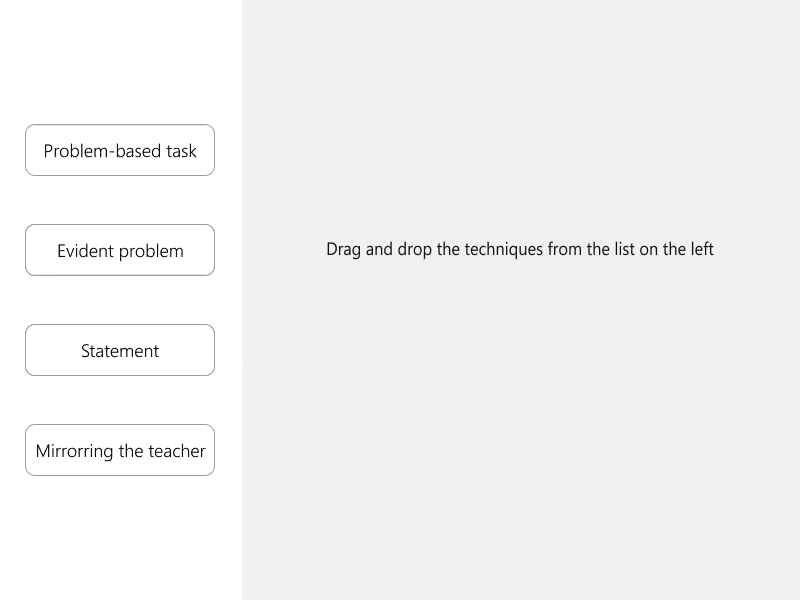 Problem-based task
Evident problem
Drag and drop the techniques from the list on the left
Statement
Mirrorring the teacher